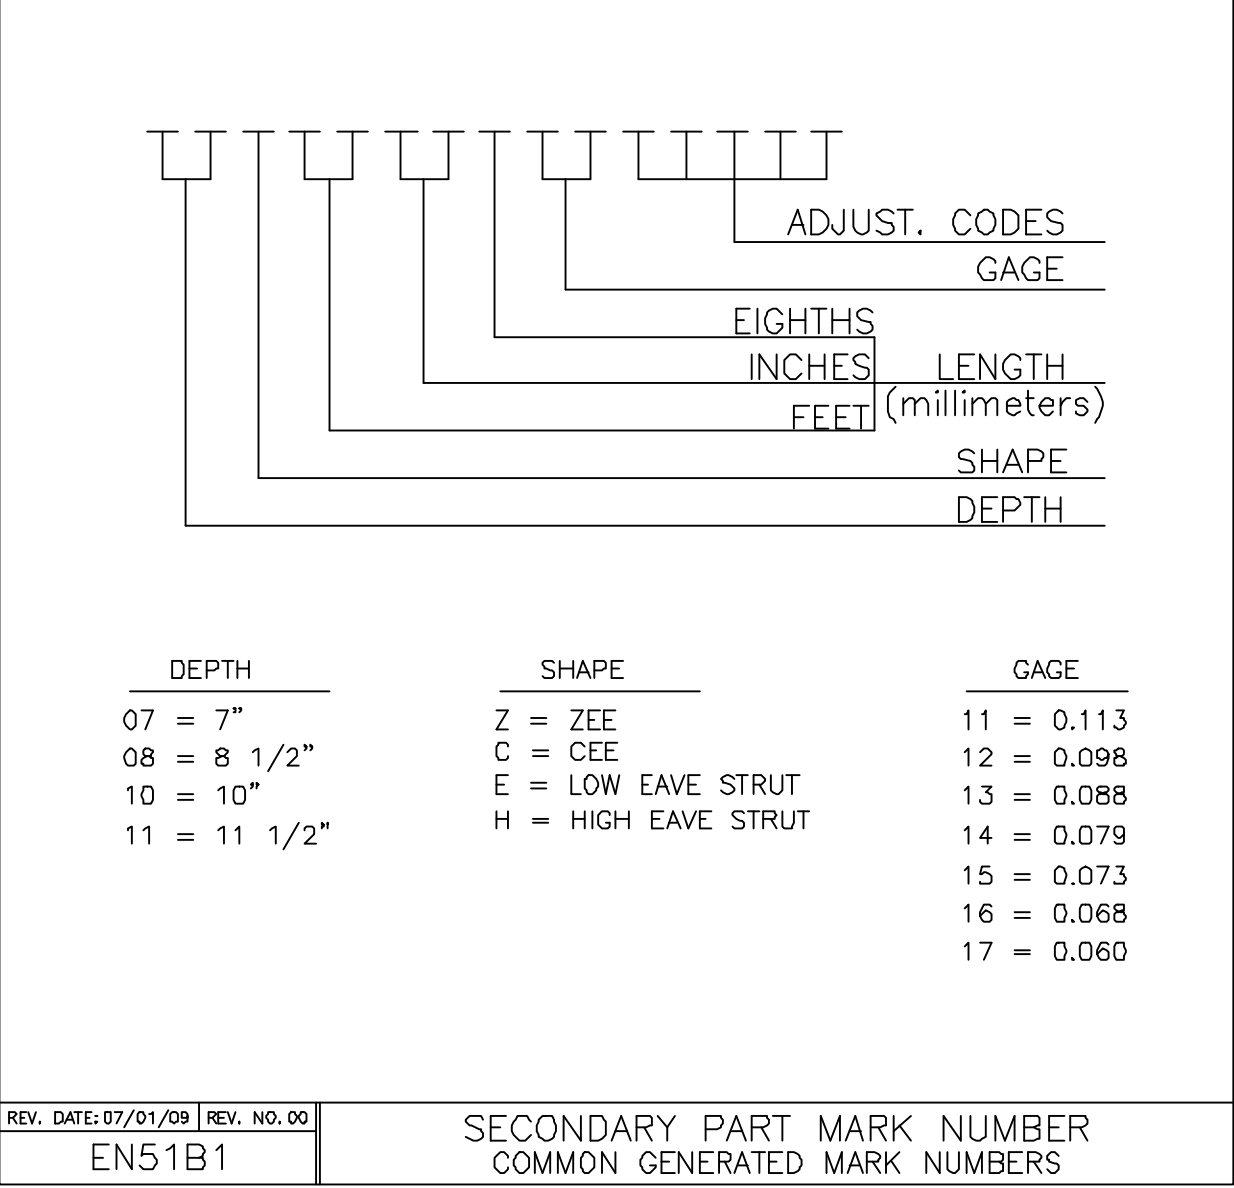 ADJUST. CODES
GAGE
EIGHTHS
INCHES LENGTH
(millimeters)
FEET
SHAPE
DEPTH
DEPTH
07 = 7"
08 = 8 1/2"
10 = 10"
11 = 11 1/2"
SHAPE
Z = ZEE
C = CEE
E = LOW EAVE STRUT
H = HIGH EAVE STRUT
GAGE
11 = 0.113
12 = 0.098
13 = 0.088
14 = 0.079
15 = 0.073
16 = 0.068
17 = 0.060
REV. DATE: 07/01/09 REV. NO. 00
EN51B1
SECONDARY PART MARK NUMBER
COMMON GENERATED MARK NUMBERS